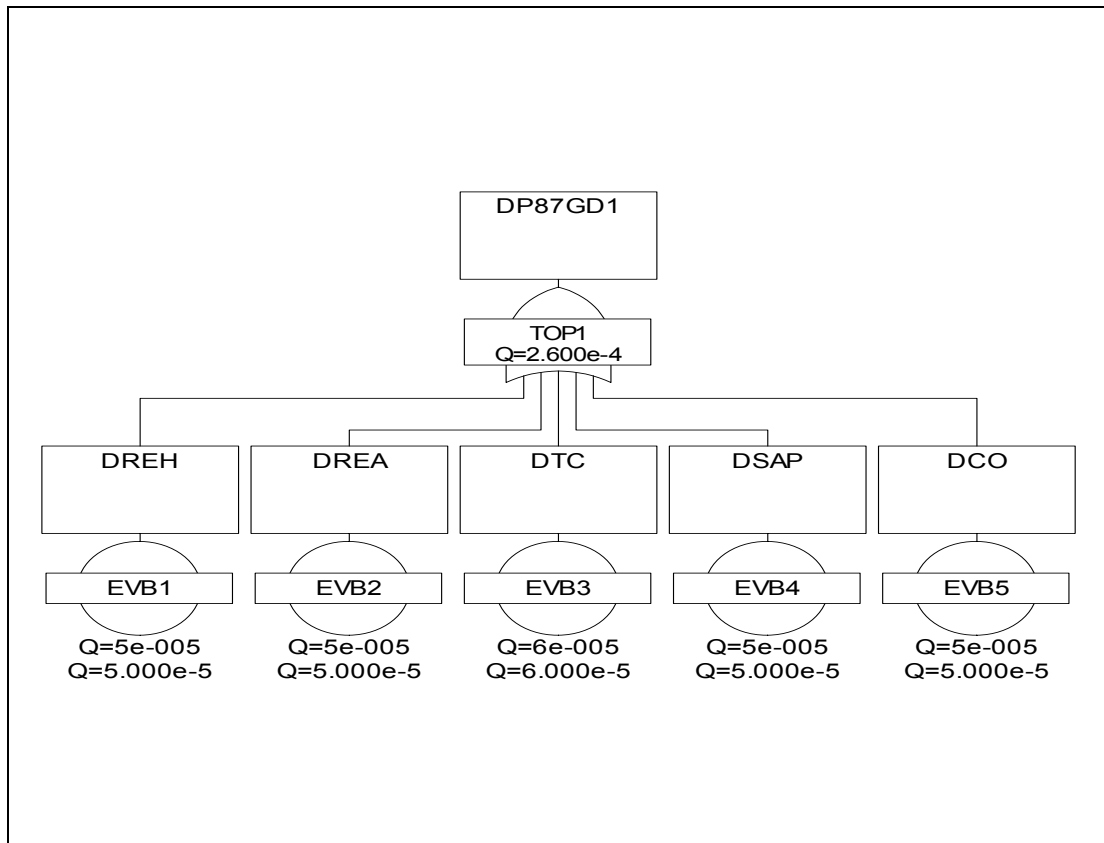 DP87GD1
TOP1
Q=2.600e-4
DREH
DREA
DTC
DSAP
DCO
EVB1
EVB2
EVB3
EVB4
EVB5
Q=5e-005
Q=5.000e-5
Q=5e-005
Q=5.000e-5
Q=6e-005
Q=6.000e-5
Q=5e-005
Q=5.000e-5
Q=5e-005
Q=5.000e-5